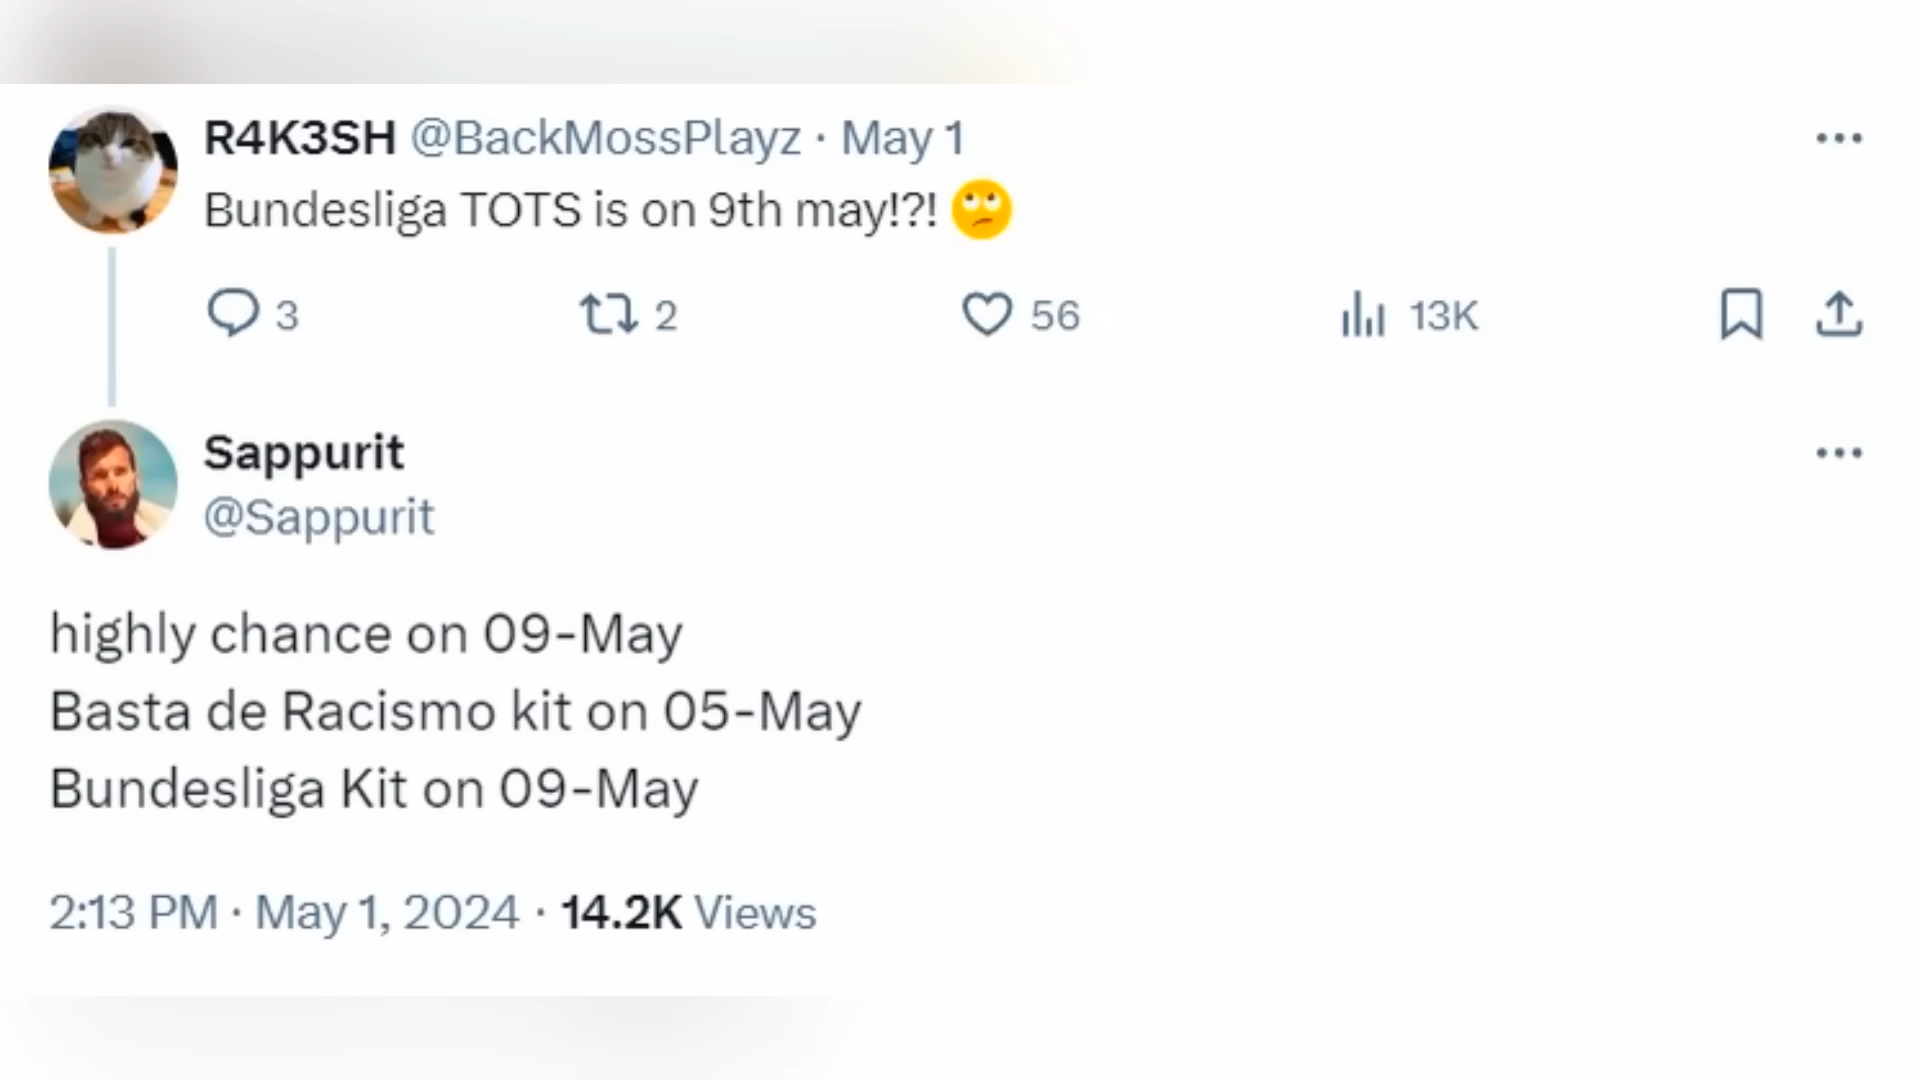 R4K3SH @BackMossPlayz · May 1
Bundesliga TOTS is on 9th may!?! 🙄
3 2 56 13K
Sappurit
@Sappurit
highly chance on 09-May
Basta de Racismo kit on 05-May
Bundesliga Kit on 09-May
2:13 PM · May 1, 2024 · 14.2K Views